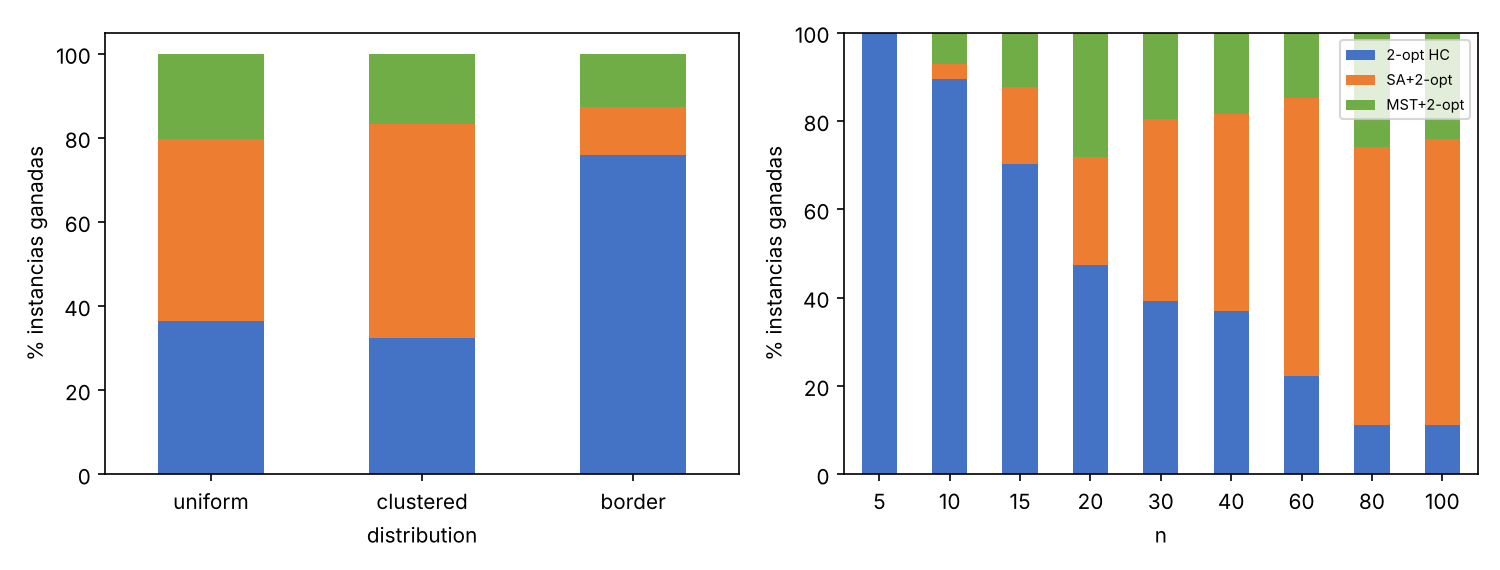 % instancias ganadas
100
80
60
40
20
0
uniform clustered border
distribution
% instancias ganadas
100
80
60
40
20
0
5 10 15 20 30 40 60 80 100
n
2-opt HC
SA+2-opt
MST+2-opt